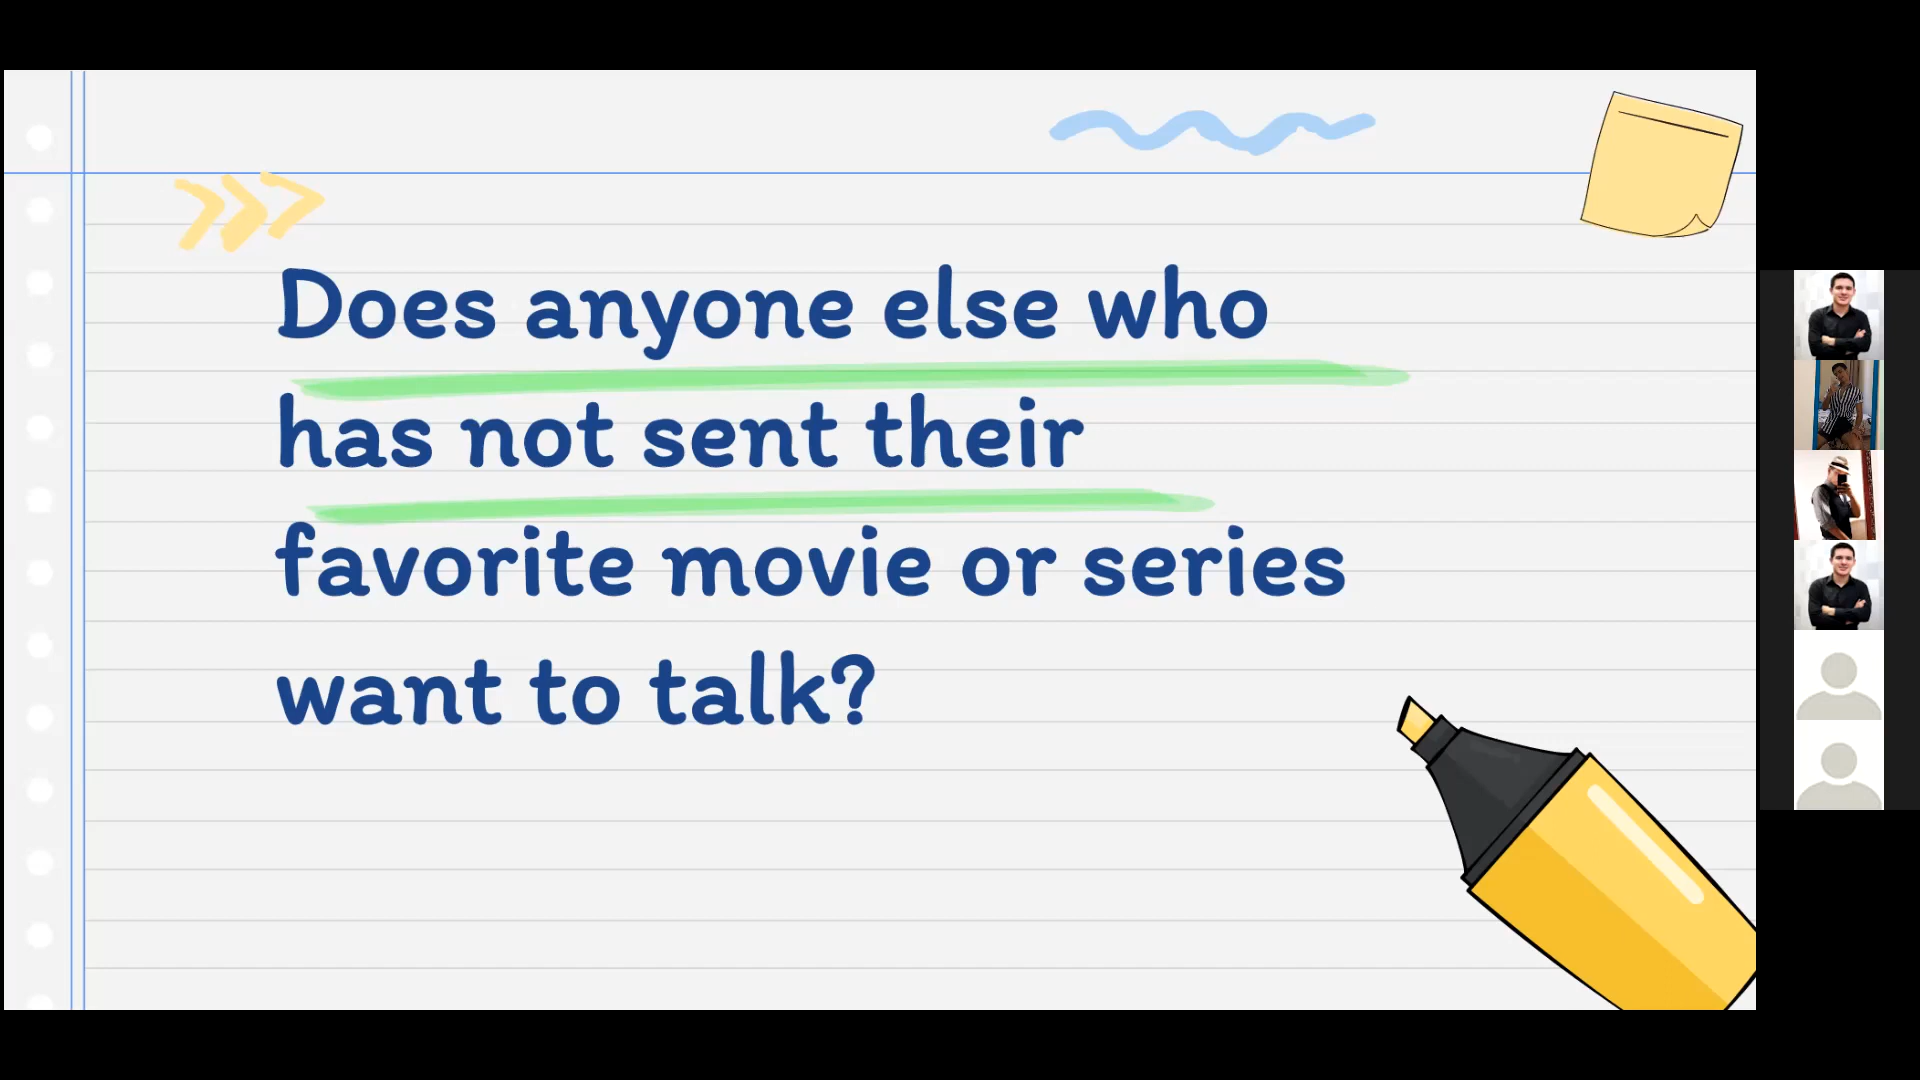 Does anyone else who
has not sent their
favorite movie or series
want to talk?